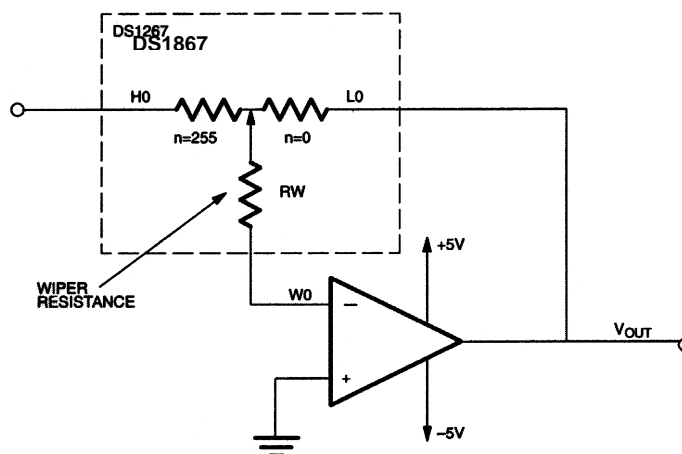 DS1267
DS1867
H0
L0
n=255
n=0
RW
WIPER
RESISTANCE
W0
+5V
−
VOUT
+
–5V